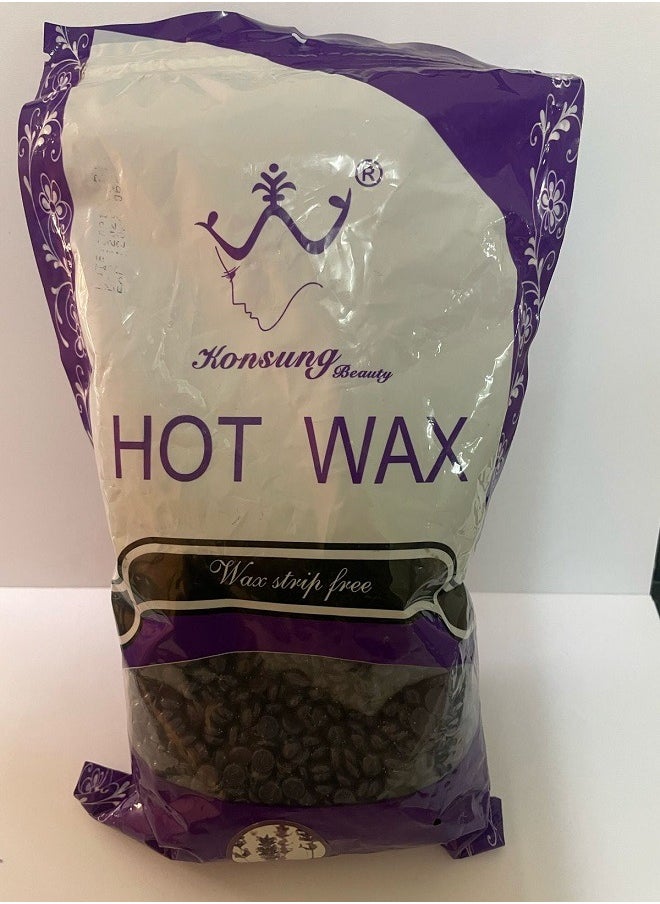 ®
Konsung
Beauty
HOT WAX
Wax strip free